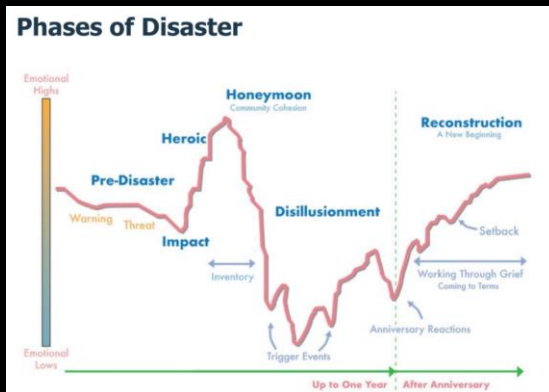 Phases of Disaster
Emotional
Highs
Honeymoon
Community Cohesion
Reconstruction
A New Beginning
Heroic
Pre-Disaster
Warning
Threat
Disillusionment
Setback
Impact
Inventory
Working Through Grief
Coming to Terms
Trigger Events
Anniversary Reactions
Emotional
Lows
Up to One Year
After Anniversary